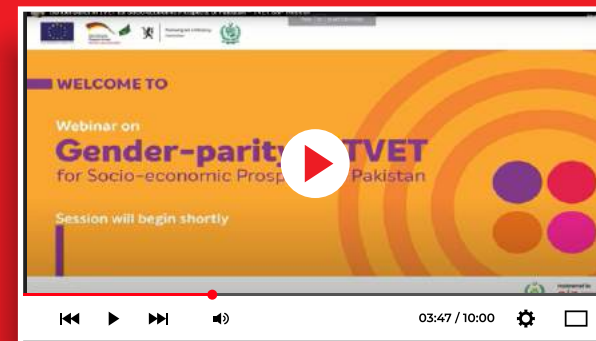 WELCOME TO
Webinar on
Gender-parity TVET
for Socio-economic Prosp Pakistan
Session will begin shortly
03:47 / 10:00